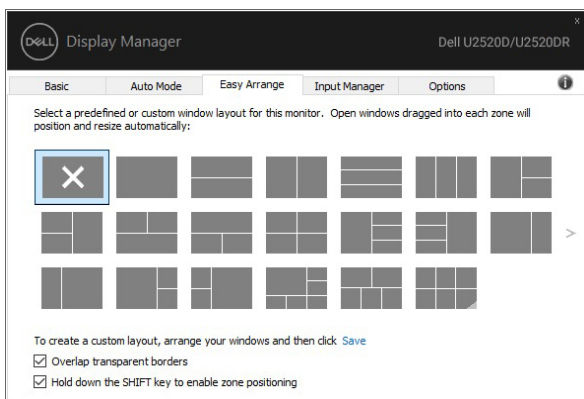 x
DELL Display Manager
Dell U2520D/U2520DR
Basic Auto Mode Easy Arrange Input Manager Options
Select a predefined or custom window layout for this monitor. Open windows dragged into each zone will
position and resize automatically:
>
To create a custom layout, arrange your windows and then click Save
Overlap transparent borders
Hold down the SHIFT key to enable zone positioning